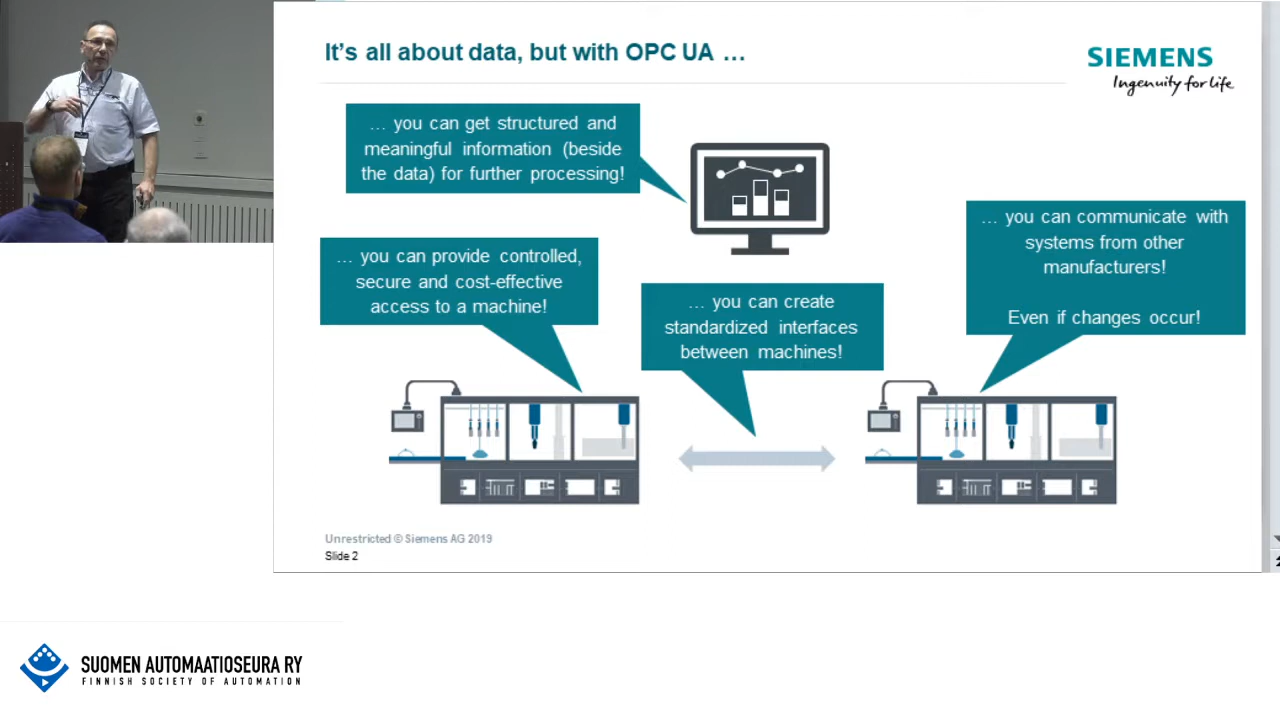 It's all about data, but with OPC UA …
SIEMENS
Ingenuity for life
… you can get structured and
meaningful information (beside
the data) for further processing!
… you can communicate with
systems from other
manufacturers!
Even if changes occur!
… you can provide controlled,
secure and cost-effective
access to a machine!
… you can create
standardized interfaces
between machines!
Unrestricted © Siemens AG 2019
Slide 2
SUOMEN AUTOMAATIOSEURA RY
FINNISH SOCIETY OF AUTOMATION